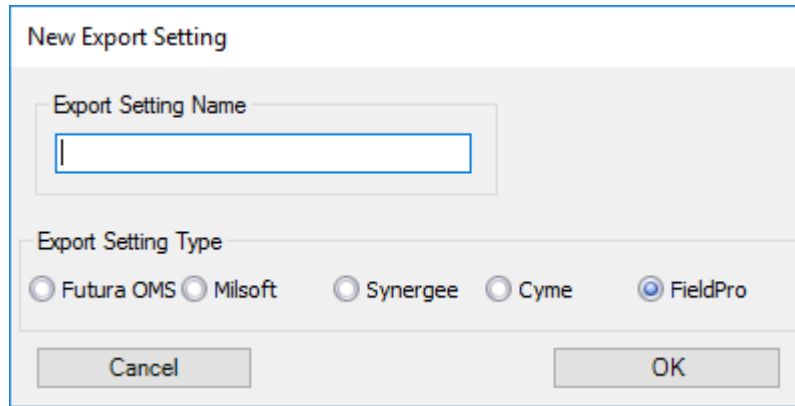 New Export Setting
Export Setting Name
Export Setting Type
Futura OMS Milsoft Synergee Cyme FieldPro
Cancel OK